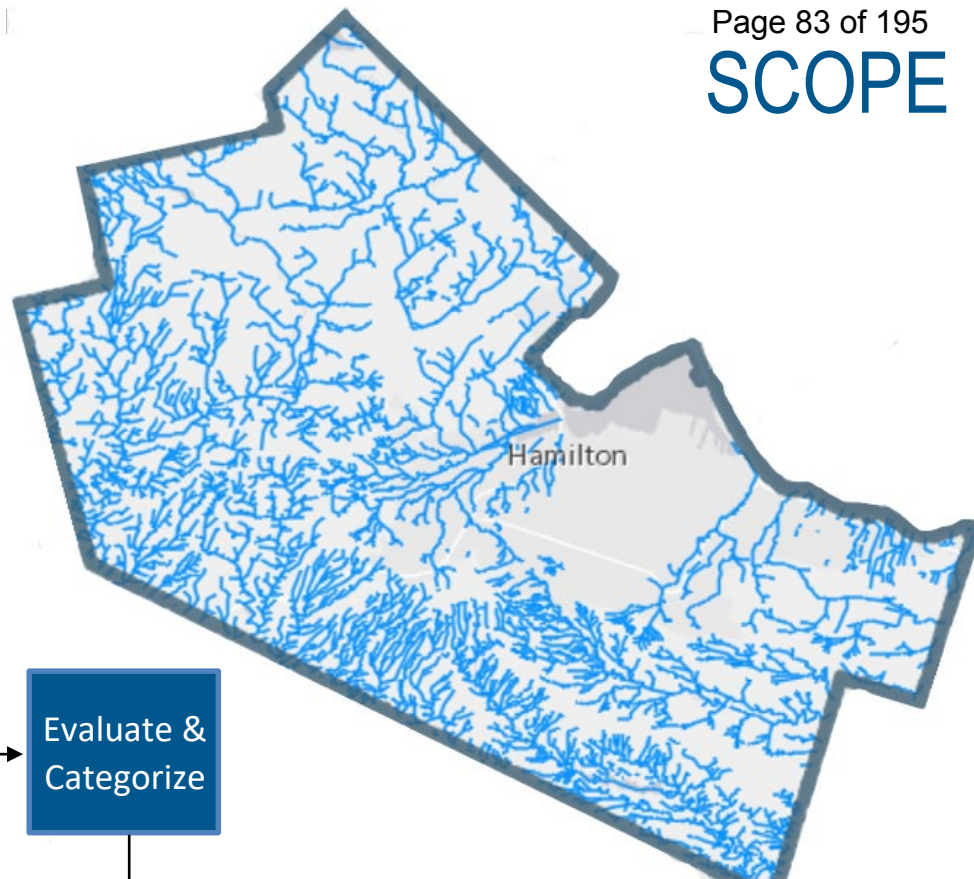 Page 83 of 195
SCOPE
Hamilton
Evaluate &
Categorize